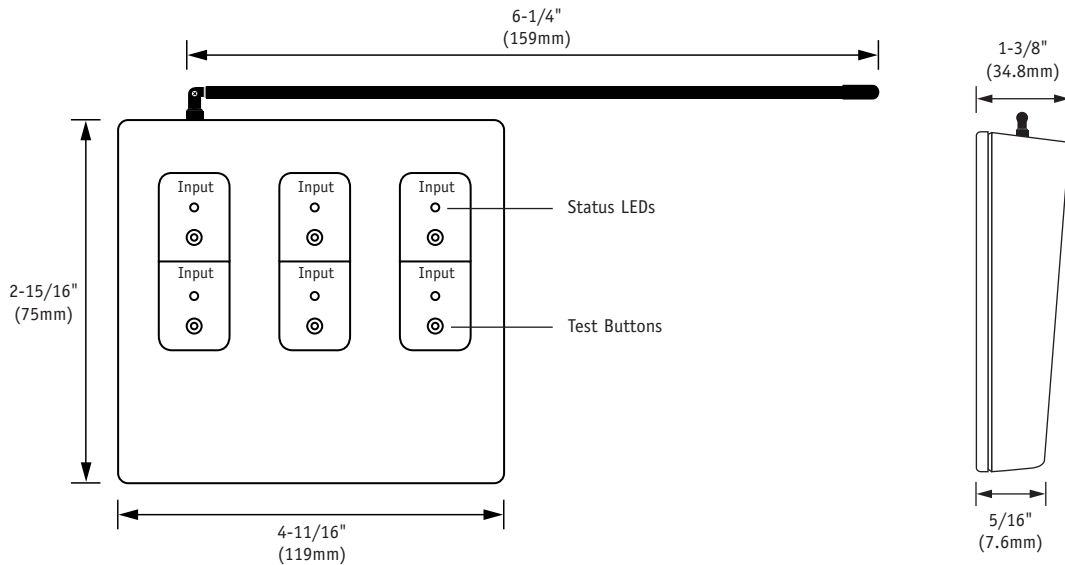 6-1/4"
(159mm)
1-3/8"
(34.8mm)
Input Input Input
Status LEDs
Input Input Input
2-15/16"
(75mm)
Test Buttons
4-11/16"
(119mm)
5/16"
(7.6mm)